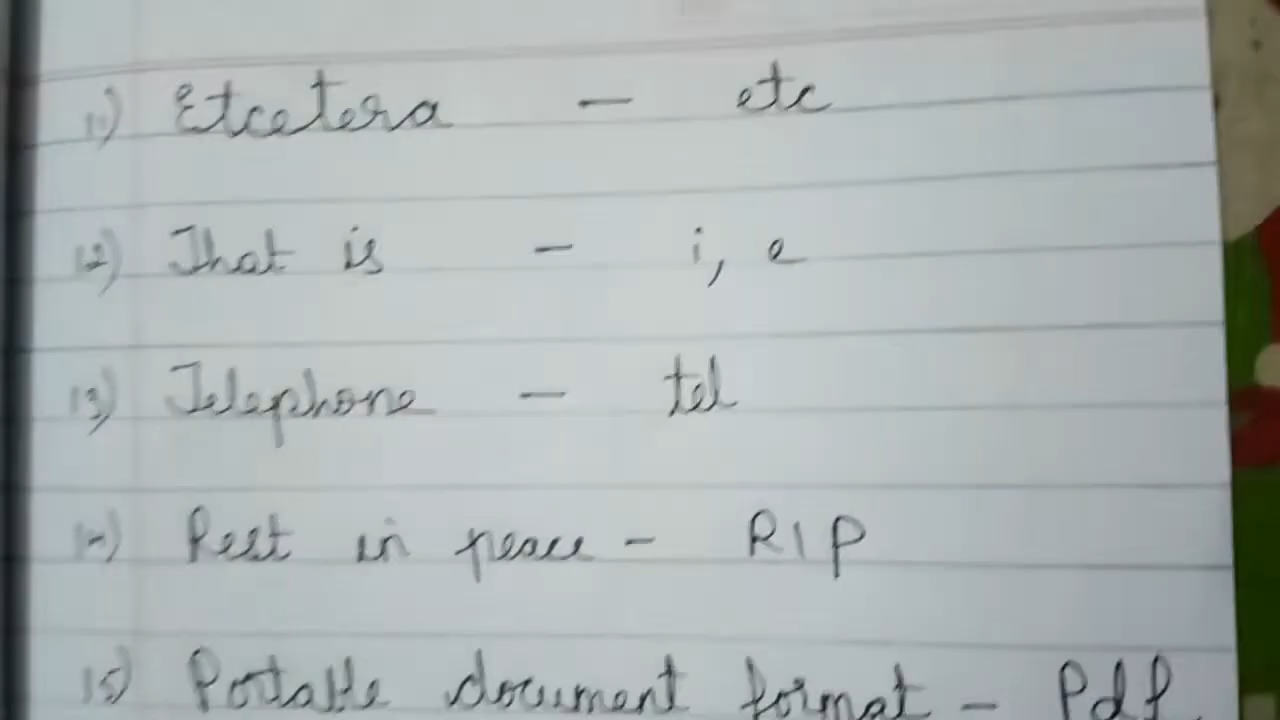 11) Etcetera — etc
12) That is — i, e
13) Telephone — tel
14) Rest in peace — RIP
15) Portable document format — Pdf